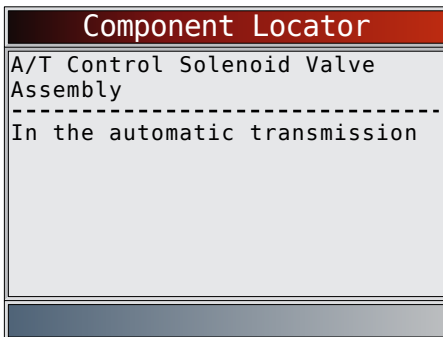 Component Locator
A/T Control Solenoid Valve
Assembly
--------------------------------
In the automatic transmission